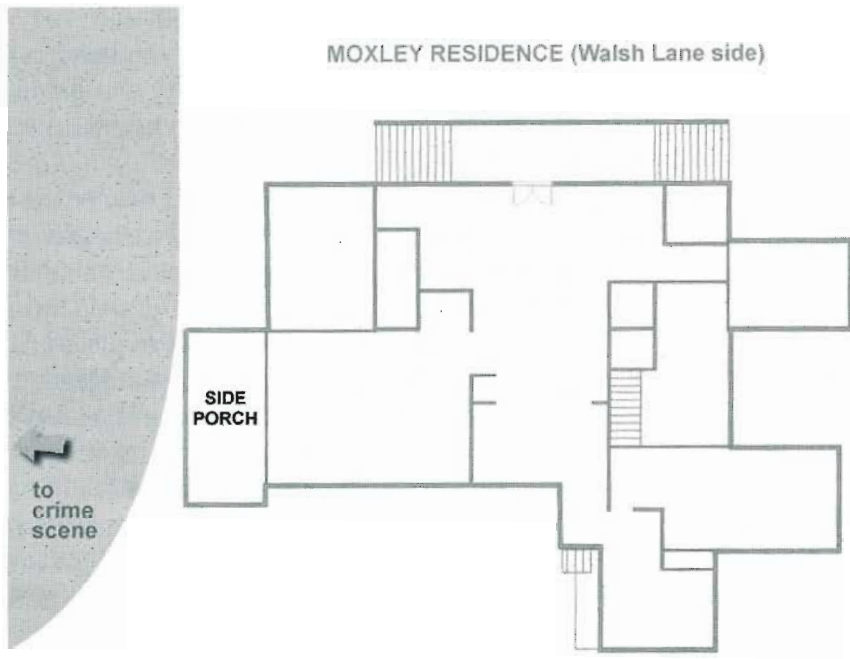 MOXLEY RESIDENCE (Walsh Lane side)
SIDE
PORCH
to
crime
scene